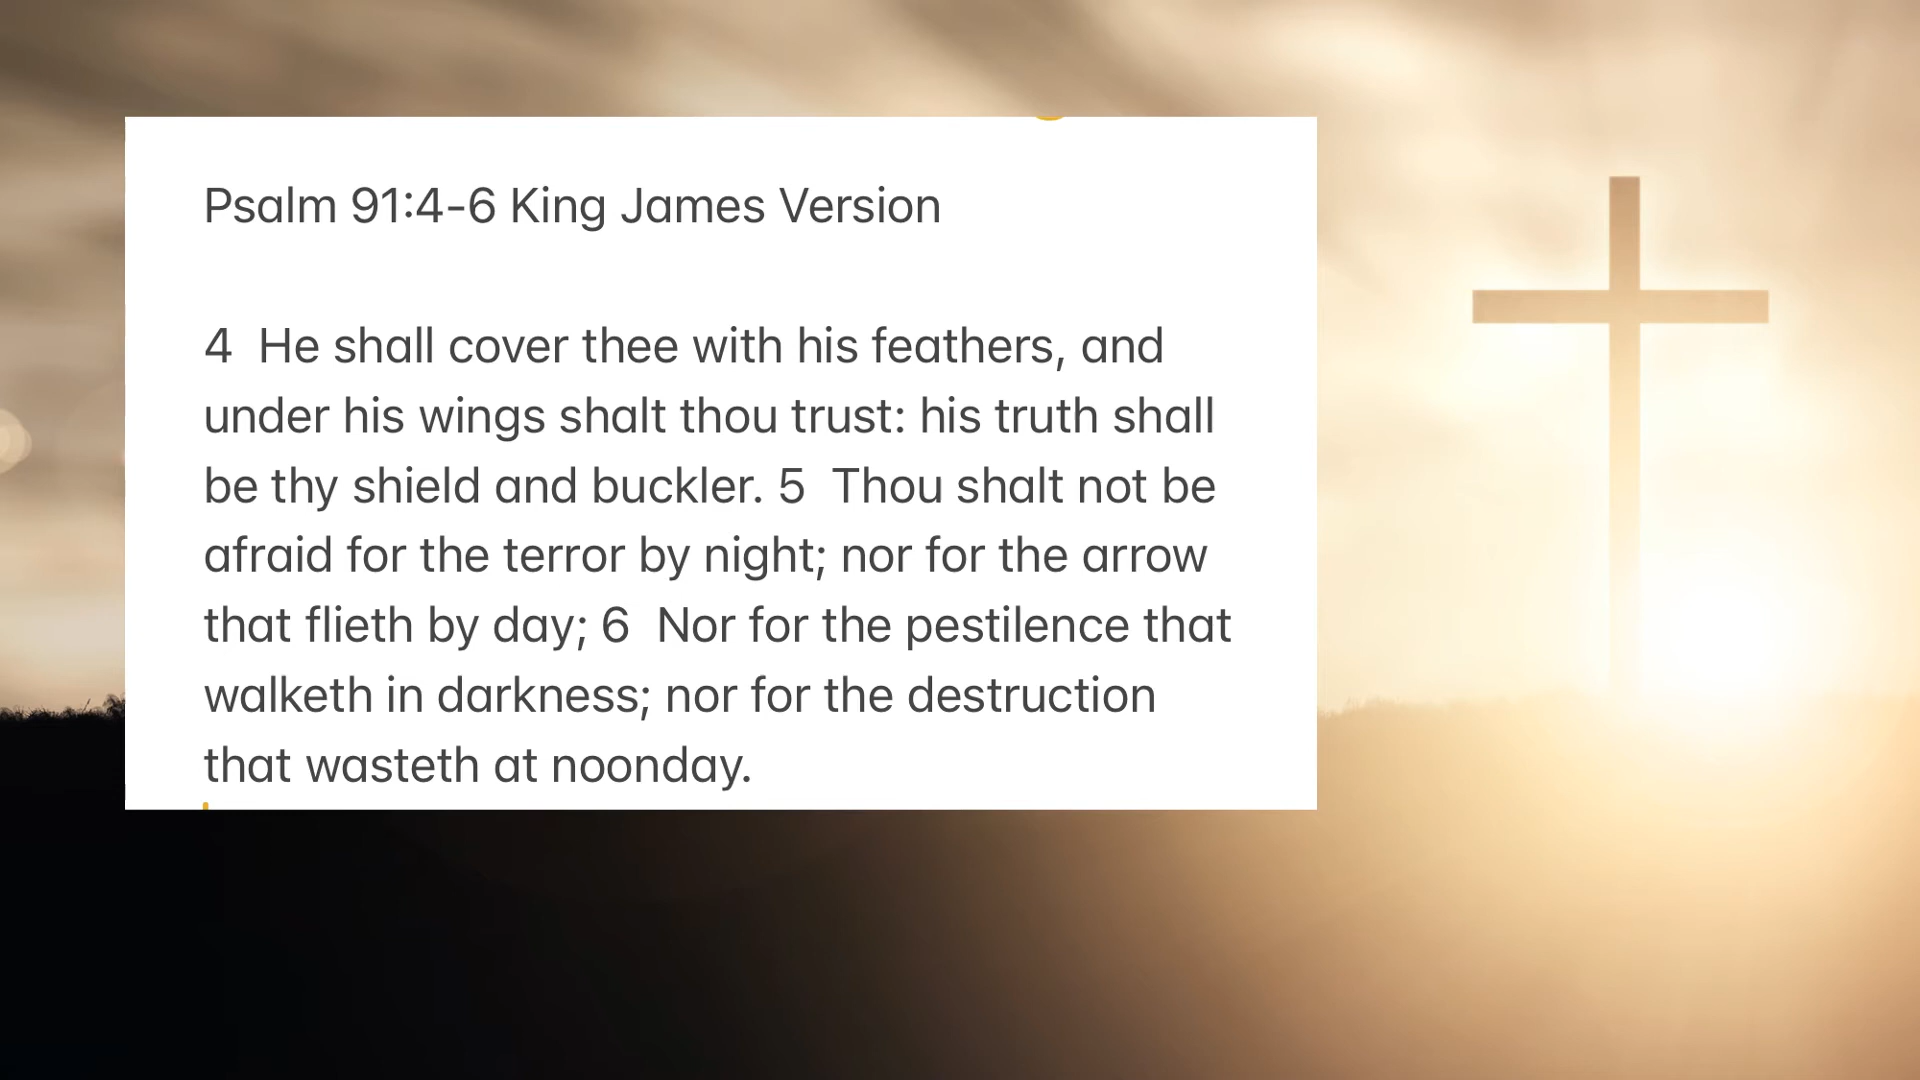 Psalm 91:4-6 King James Version
4 He shall cover thee with his feathers, and
under his wings shalt thou trust: his truth shall
be thy shield and buckler. 5 Thou shalt not be
afraid for the terror by night; nor for the arrow
that flieth by day; 6 Nor for the pestilence that
walketh in darkness; nor for the destruction
that wasteth at noonday.